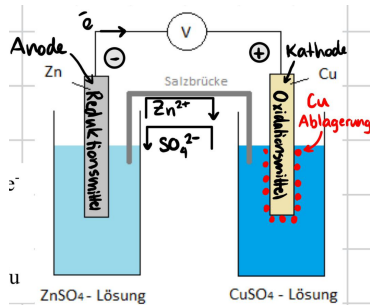 e⁻
V
Anode
⊖
⊕
Kathode
Zn
Cu
Salzbrücke
Reduktionsmittel
Zn²⁺
SO₄²⁻
Oxidationsmittel
Cu
Ablagerung
e⁻
u
ZnSO4 - Lösung
CuSO4 - Lösung